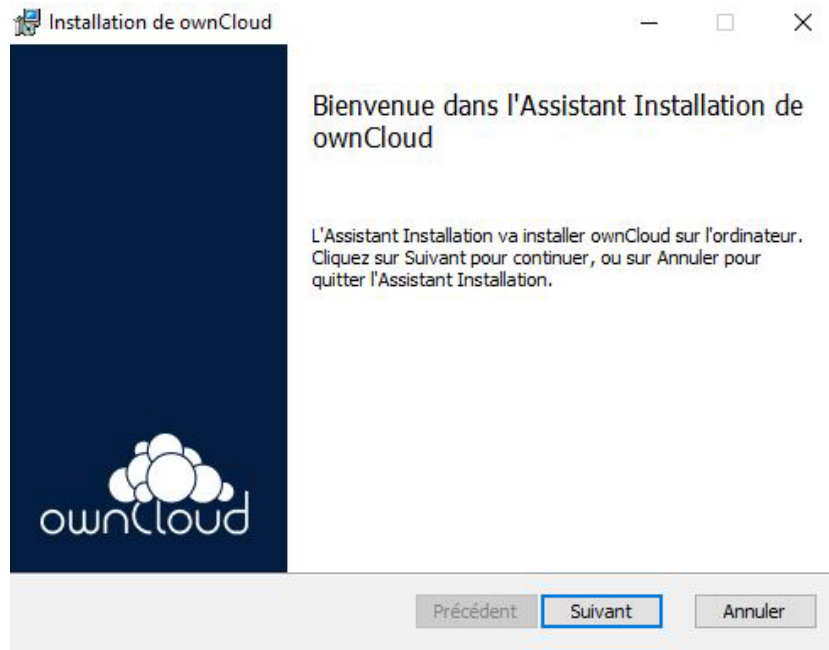 Installation de ownCloud
Bienvenue dans l'Assistant Installation de
ownCloud
L'Assistant Installation va installer ownCloud sur l'ordinateur.
Cliquez sur Suivant pour continuer, ou sur Annuler pour
quitter l'Assistant Installation.
ownCloud
Précédent Suivant Annuler